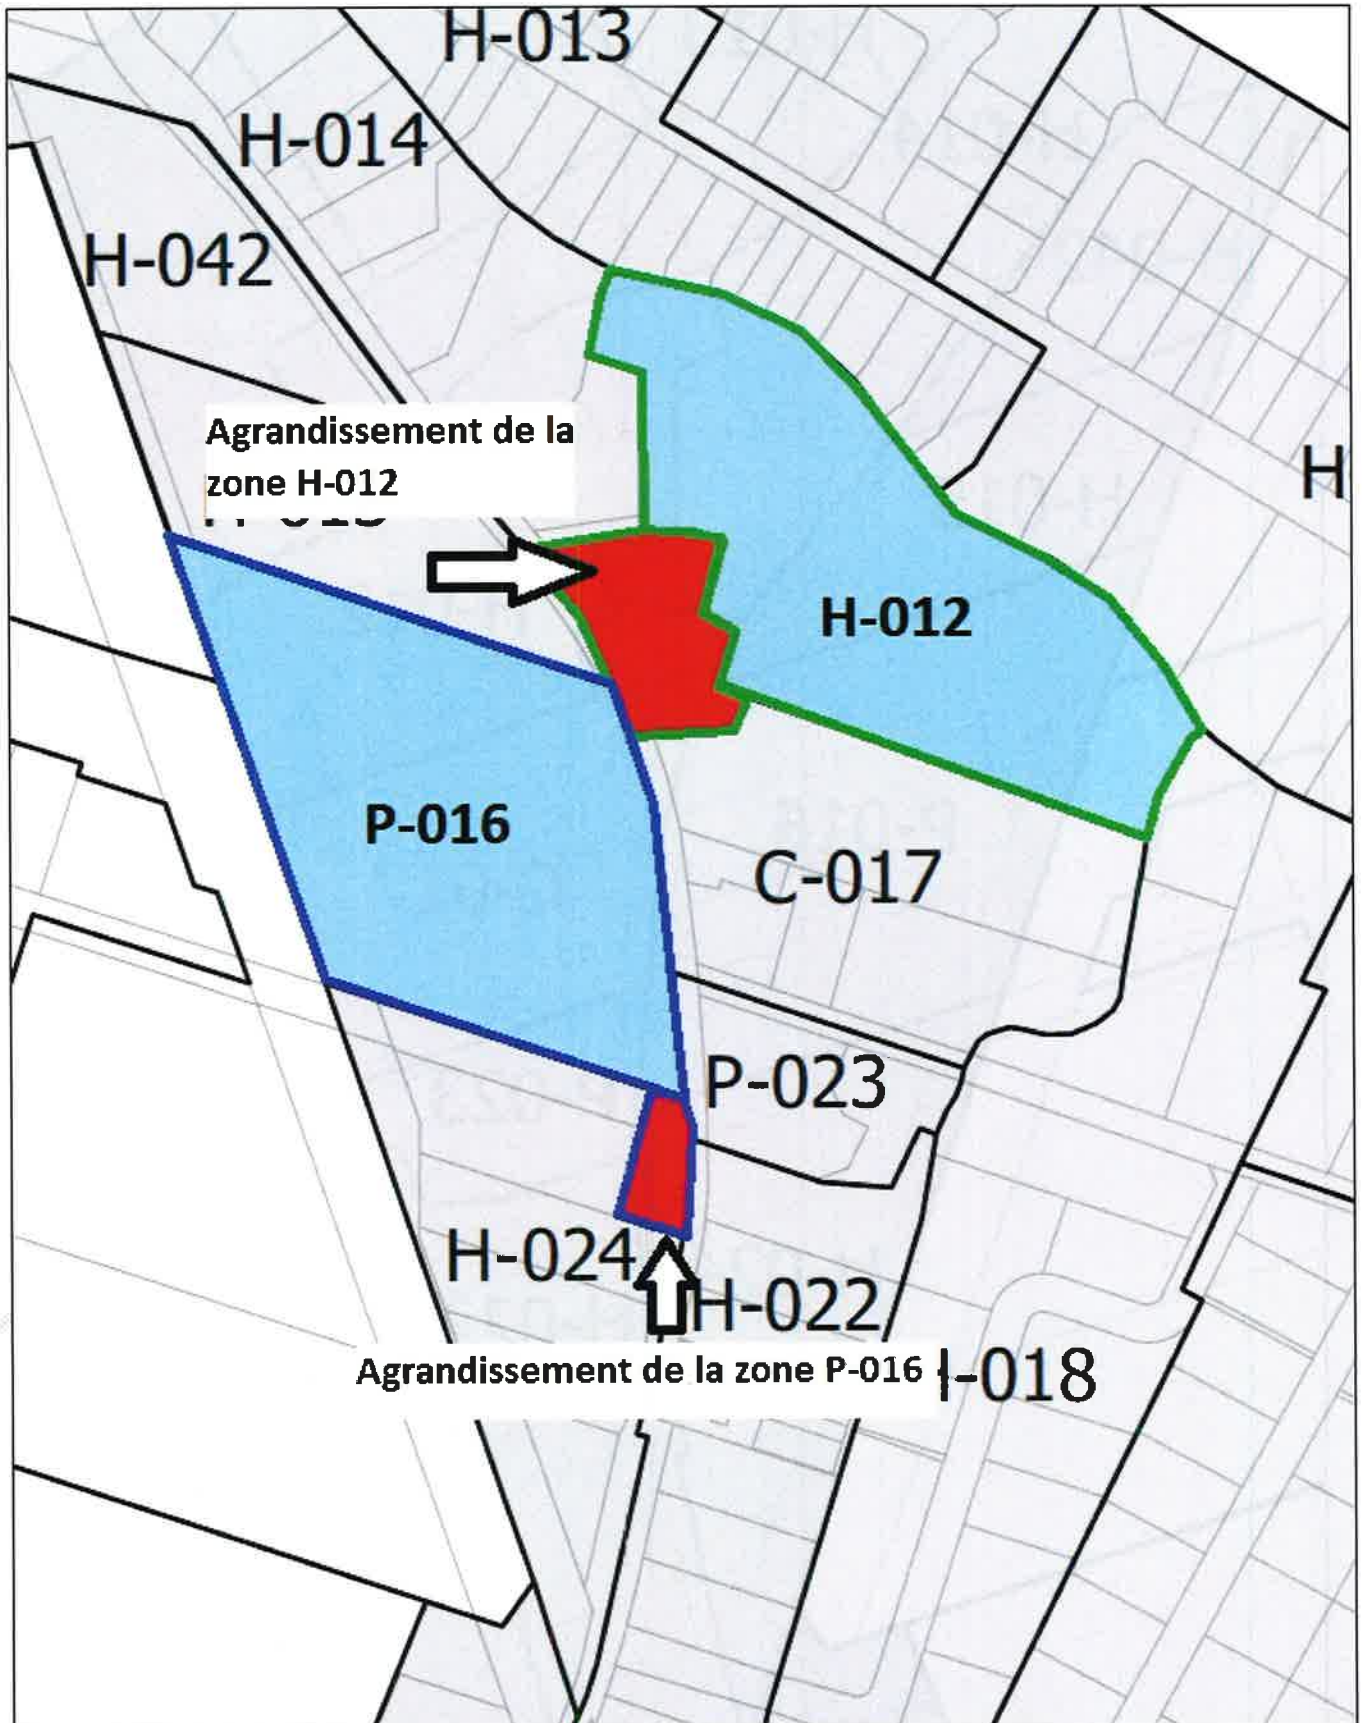 H-013
H-014
H-042
Agrandissement de la
zone H-012
H
H-012
P-016
C-017
P-023
H-024
H-022
Agrandissement de la zone P-016
-018